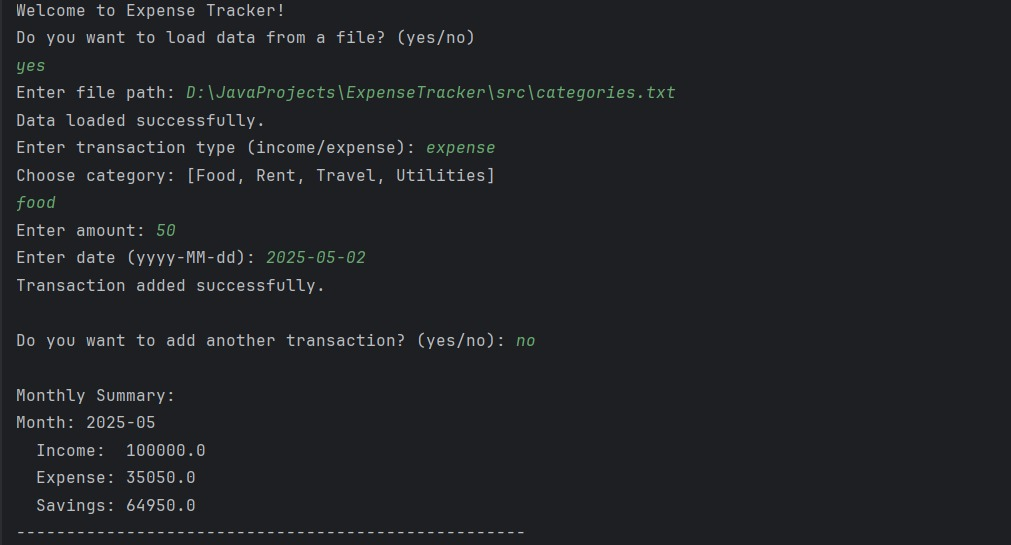 Welcome to Expense Tracker!
Do you want to load data from a file? (yes/no)
yes
Enter file path: D:\JavaProjects\ExpenseTracker\src\categories.txt
Data loaded successfully.
Enter transaction type (income/expense): expense
Choose category: [Food, Rent, Travel, Utilities]
food
Enter amount: 50
Enter date (yyyy-MM-dd): 2025-05-02
Transaction added successfully.

Do you want to add another transaction? (yes/no): no

Monthly Summary:
Month: 2025-05
  Income:  100000.0
  Expense: 35050.0
  Savings: 64950.0
---------------------------------------------------